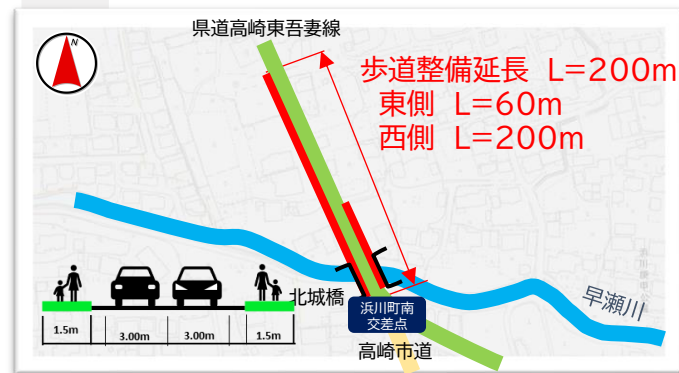 県道高崎東吾妻線
N
歩道整備延長 L=200m
東側 L=60m
西側 L=200m
北城橋
浜川町南
交差点
早瀬川
高崎市道
1.5m
3.00m
3.00m
1.5m